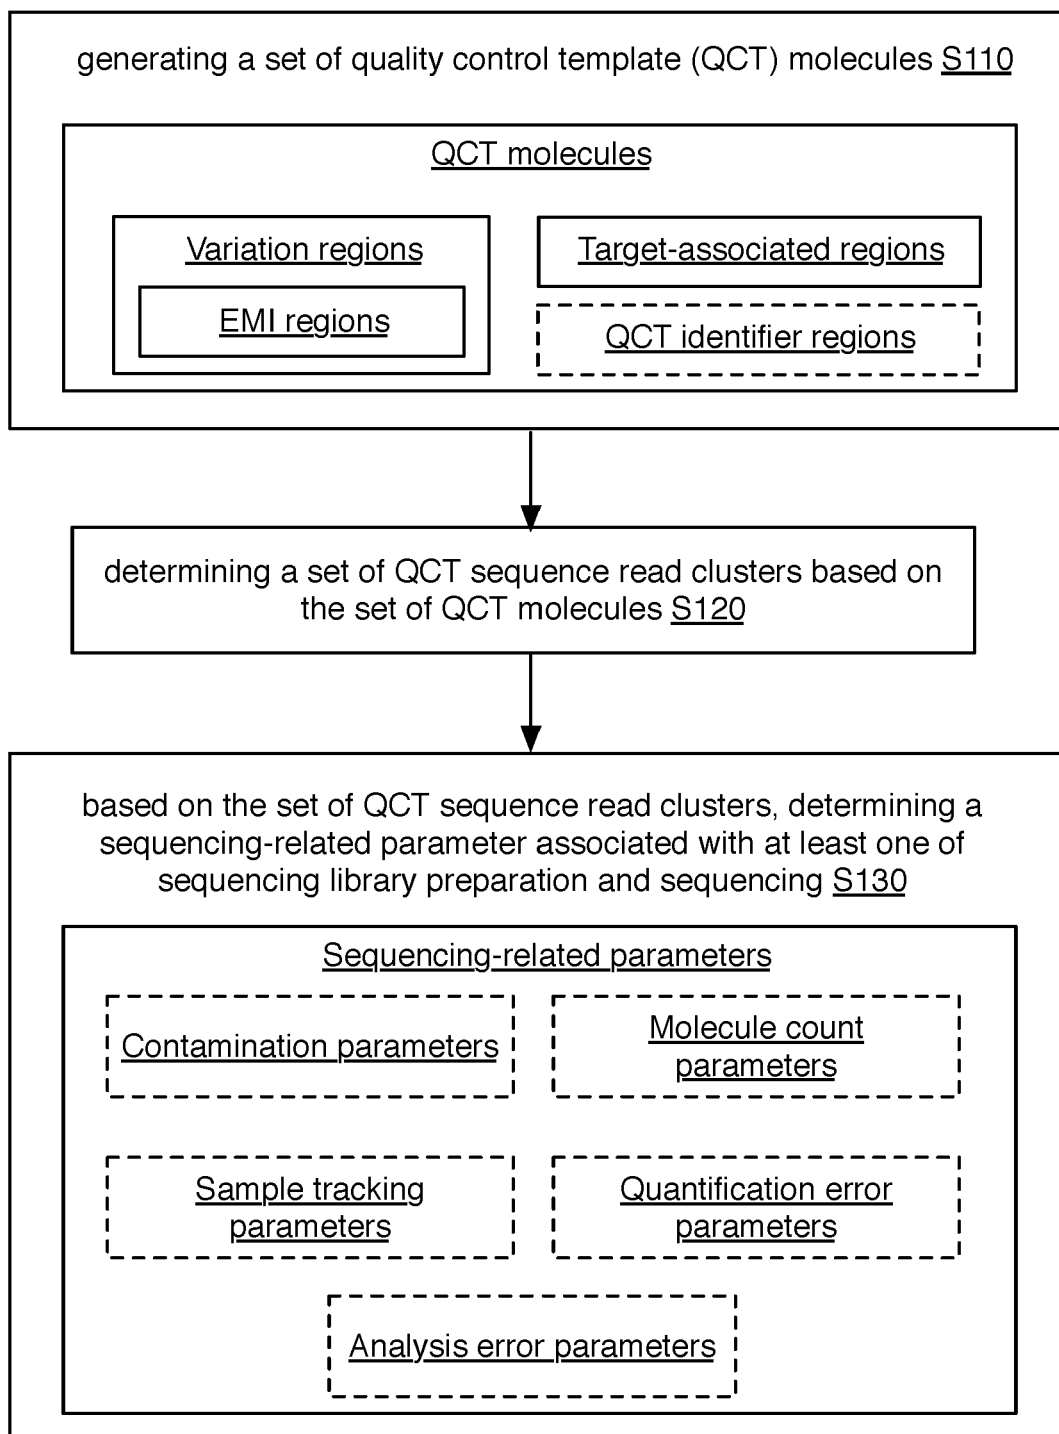 generating a set of quality control template (QCT) molecules S110
QCT molecules
Variation regions
EMI regions
Target-associated regions
QCT identifier regions
determining a set of QCT sequence read clusters based on
the set of QCT molecules S120
based on the set of QCT sequence read clusters, determining a
sequencing-related parameter associated with at least one of
sequencing library preparation and sequencing S130
Sequencing-related parameters
Contamination parameters
Molecule count
parameters
Sample tracking
parameters
Quantification error
parameters
Analysis error parameters